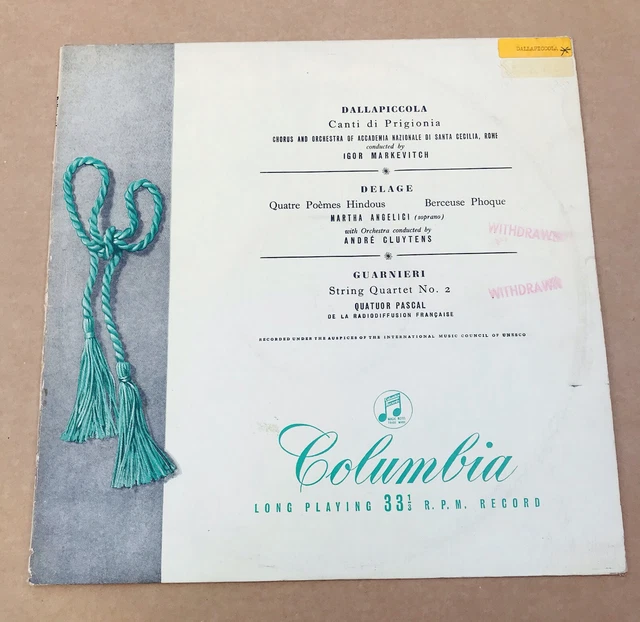 DALLAPICCOLA
DALLAPICCOLA
Canti di Prigionia
CHORUS AND ORCHESTRA OF ACCADEMIA NAZIONALE DI SANTA CECILIA, ROME
conducted by
IGOR MARKEVITCH
DELAGE
Quatre Poèmes Hindous Berceuse Phoque
MARTHA ANGELICI (soprano)
with Orchestra conducted by
ANDRÉ CLUYTENS
WITHDRAWN
GUARNIERI
String Quartet No. 2
WITHDRAWN
QUATUOR PASCAL
DE LA RADIODIFFUSION FRANÇAISE
RECORDED UNDER THE AUSPICES OF THE INTERNATIONAL MUSIC COUNCIL OF UNESCO
Columbia
LONG PLAYING 33⅓ R.P.M. RECORD